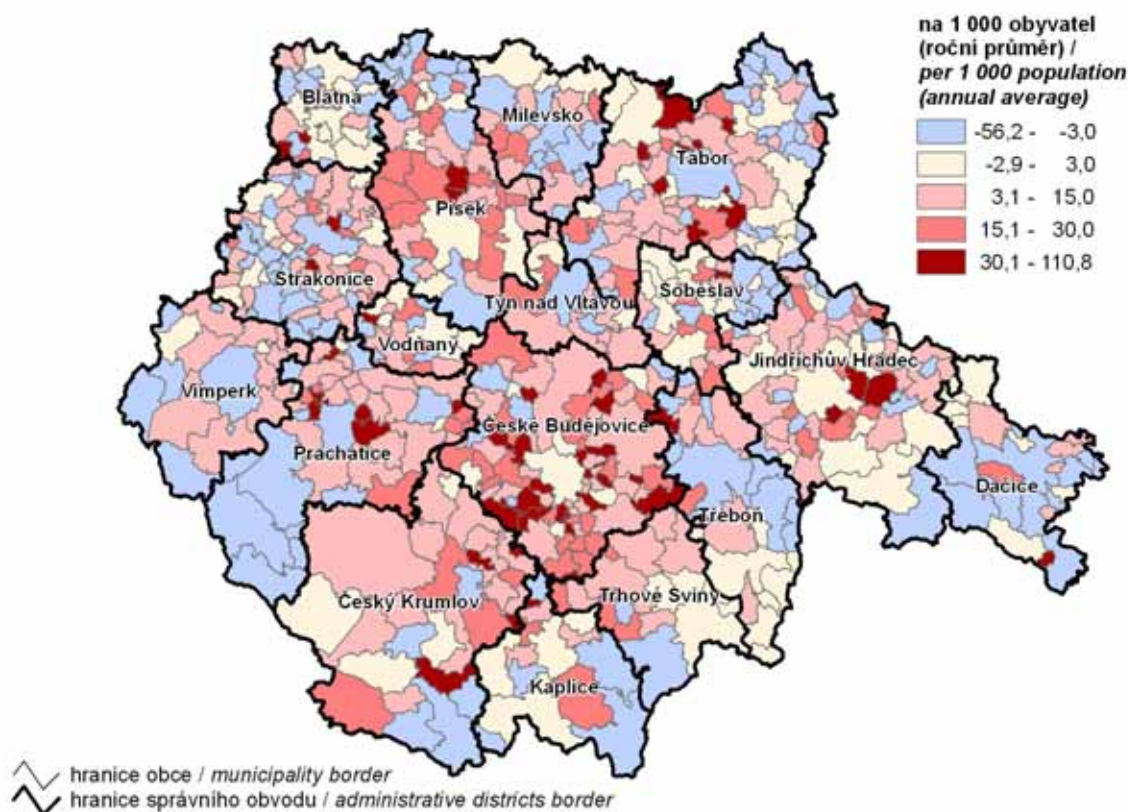 na 1 000 obyvatel
(roční průměr) /
per 1 000 population
(annual average)
-56,2 - -3,0
-2,9 - 3,0
3,1 - 15,0
15,1 - 30,0
30,1 - 110,8
Blatná
Milevsko
Tábor
Písek
Strakonice
Týn nad Vltavou
Soběslav
Vodňany
Jindřichův Hradec
Vimperk
České Budějovice
Prachatice
Dačice
Třeboň
Český Krumlov
Trhové Sviny
Kaplice
hranice obce / municipality border
hranice správního obvodu / administrative districts border